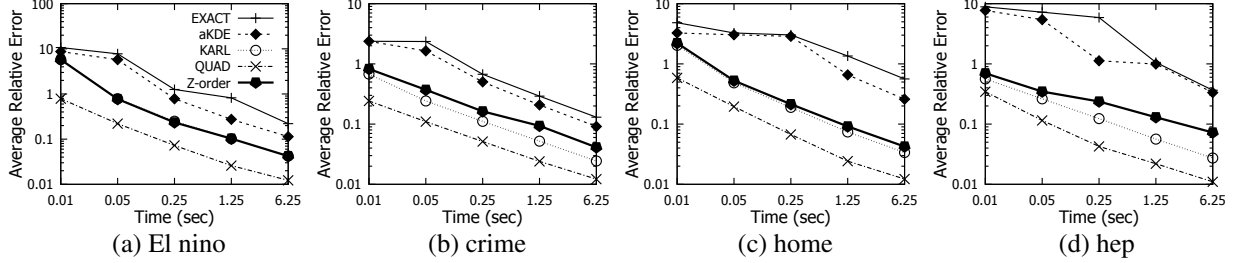 Average Relative Error
100
10
1
0.1
0.01
EXACT
aKDE
KARL
QUAD
Z-order
0.01 0.05 0.25 1.25 6.25
Time (sec)
(a) El nino
Average Relative Error
10
1
0.1
0.01
0.01 0.05 0.25 1.25 6.25
Time (sec)
(b) crime
Average Relative Error
10
1
0.1
0.01
0.01 0.05 0.25 1.25 6.25
Time (sec)
(c) home
Average Relative Error
10
1
0.1
0.01
0.01 0.05 0.25 1.25 6.25
Time (sec)
(d) hep